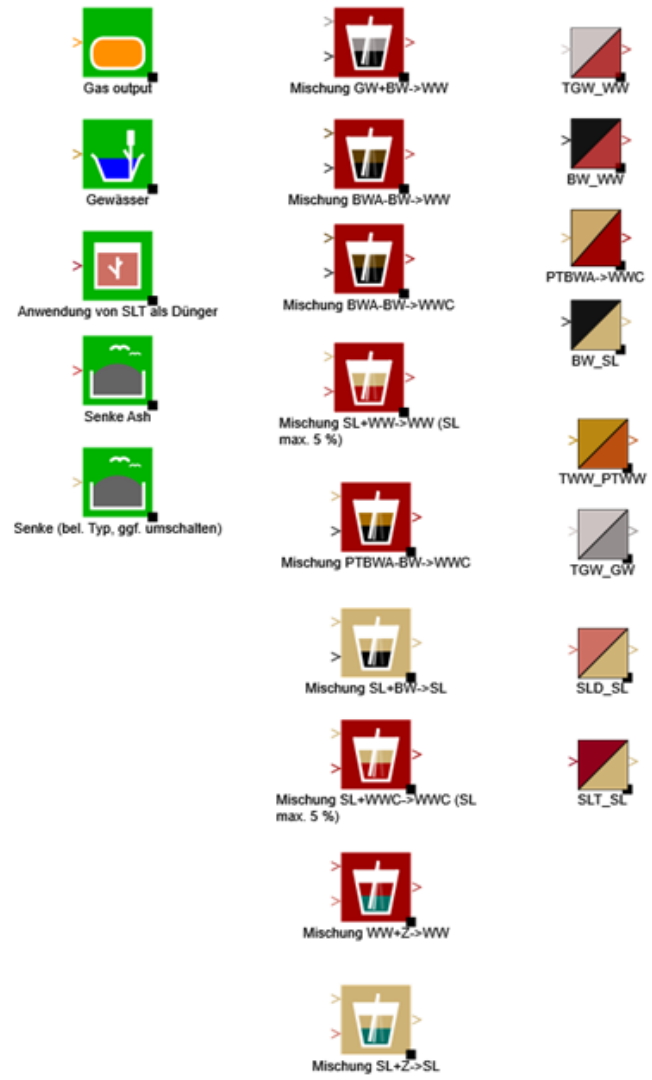 Gas output
Gewässer
Anwendung von SLT als Dünger
Senke Ash
Senke (bel. Typ, ggf. umschalten)
Mischung GW+BW->WW
Mischung BWA-BW->WW
Mischung BWA-BW->WWC
Mischung SL+WW->WW (SL
max. 5 %)
Mischung PTBWA-BW->WWC
Mischung SL+BW->SL
Mischung SL+WWC->WWC (SL
max. 5 %)
Mischung WW+Z->WW
Mischung SL+Z->SL
TGW_WW
BW_WW
PTBWA->WWC
BW_SL
TWW_PTWW
TGW_GW
SLD_SL
SLT_SL